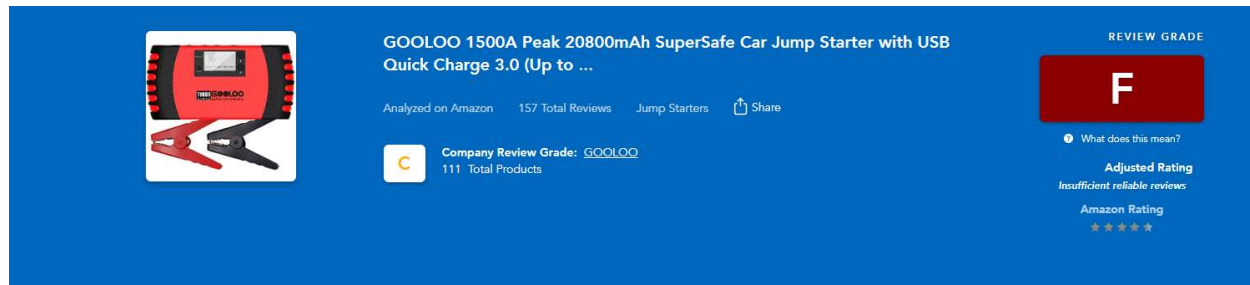 GOOLOO 1500A Peak 20800mAh SuperSafe Car Jump Starter with USB
Quick Charge 3.0 (Up to ...
Analyzed on Amazon 157 Total Reviews Jump Starters Share
C
Company Review Grade: GOOLOO
111 Total Products
REVIEW GRADE
F
? What does this mean?
Adjusted Rating
Insufficient reliable reviews
Amazon Rating
GOOLOO